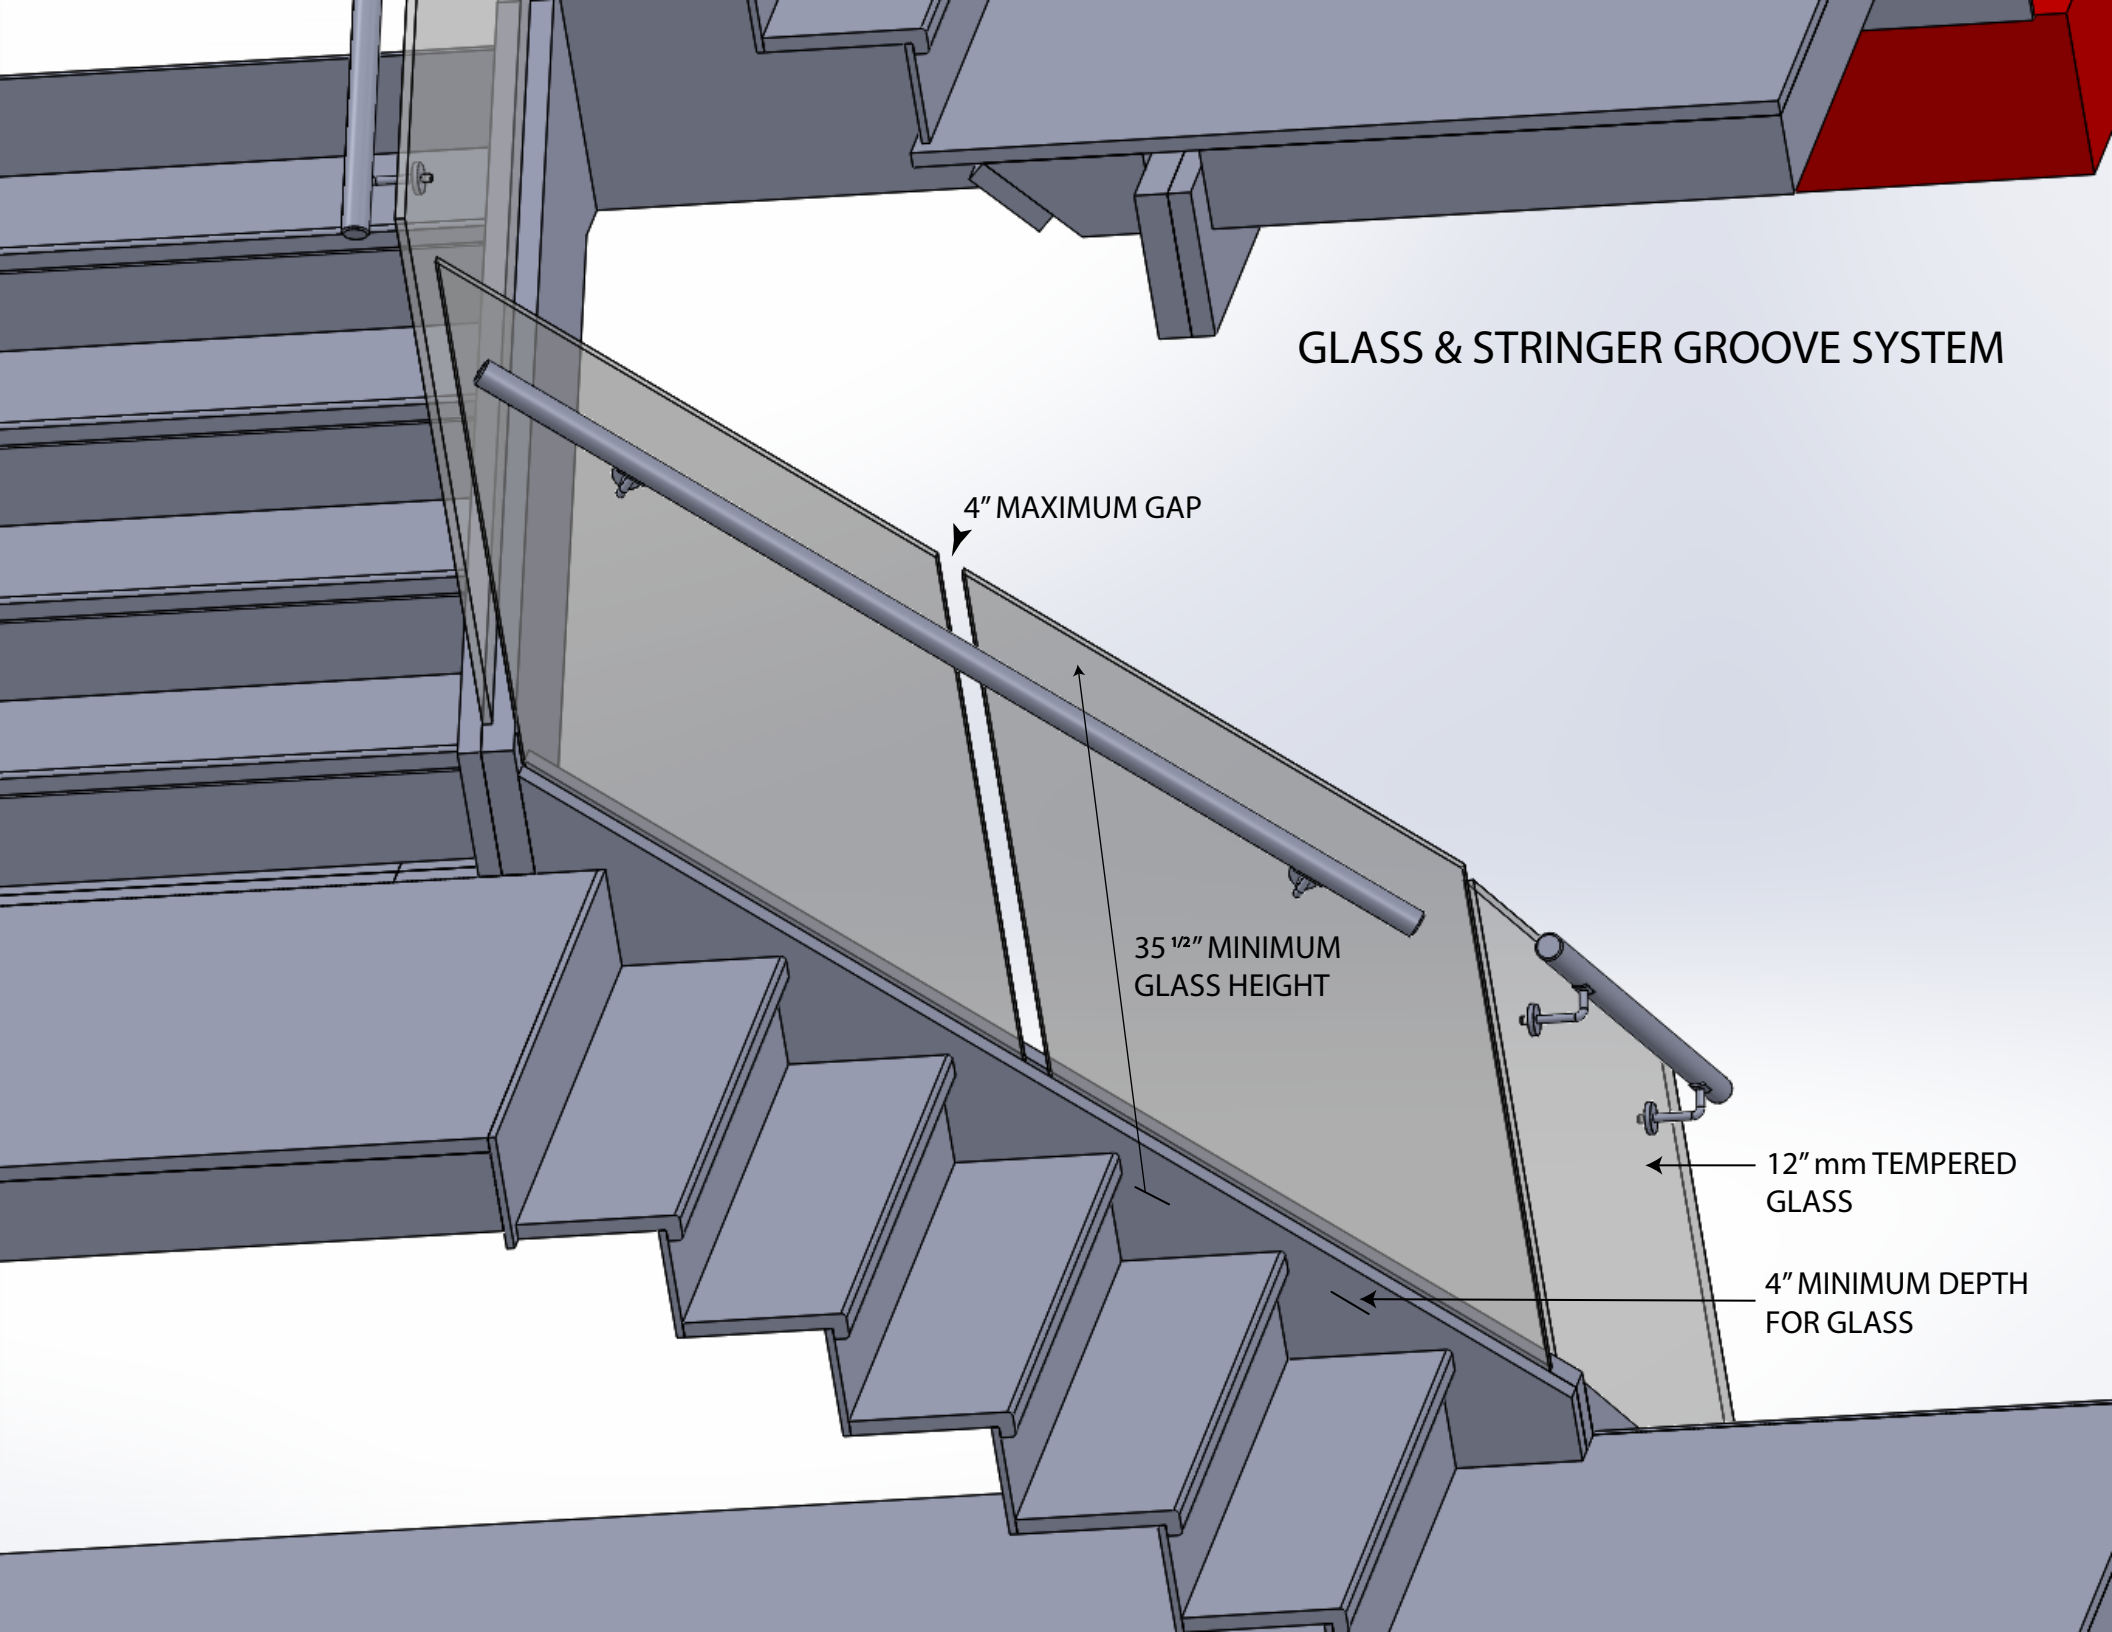 GLASS & STRINGER GROOVE SYSTEM
4” MAXIMUM GAP
35 1/2” MINIMUM
GLASS HEIGHT
12” mm TEMPERED
GLASS
4” MINIMUM DEPTH
FOR GLASS